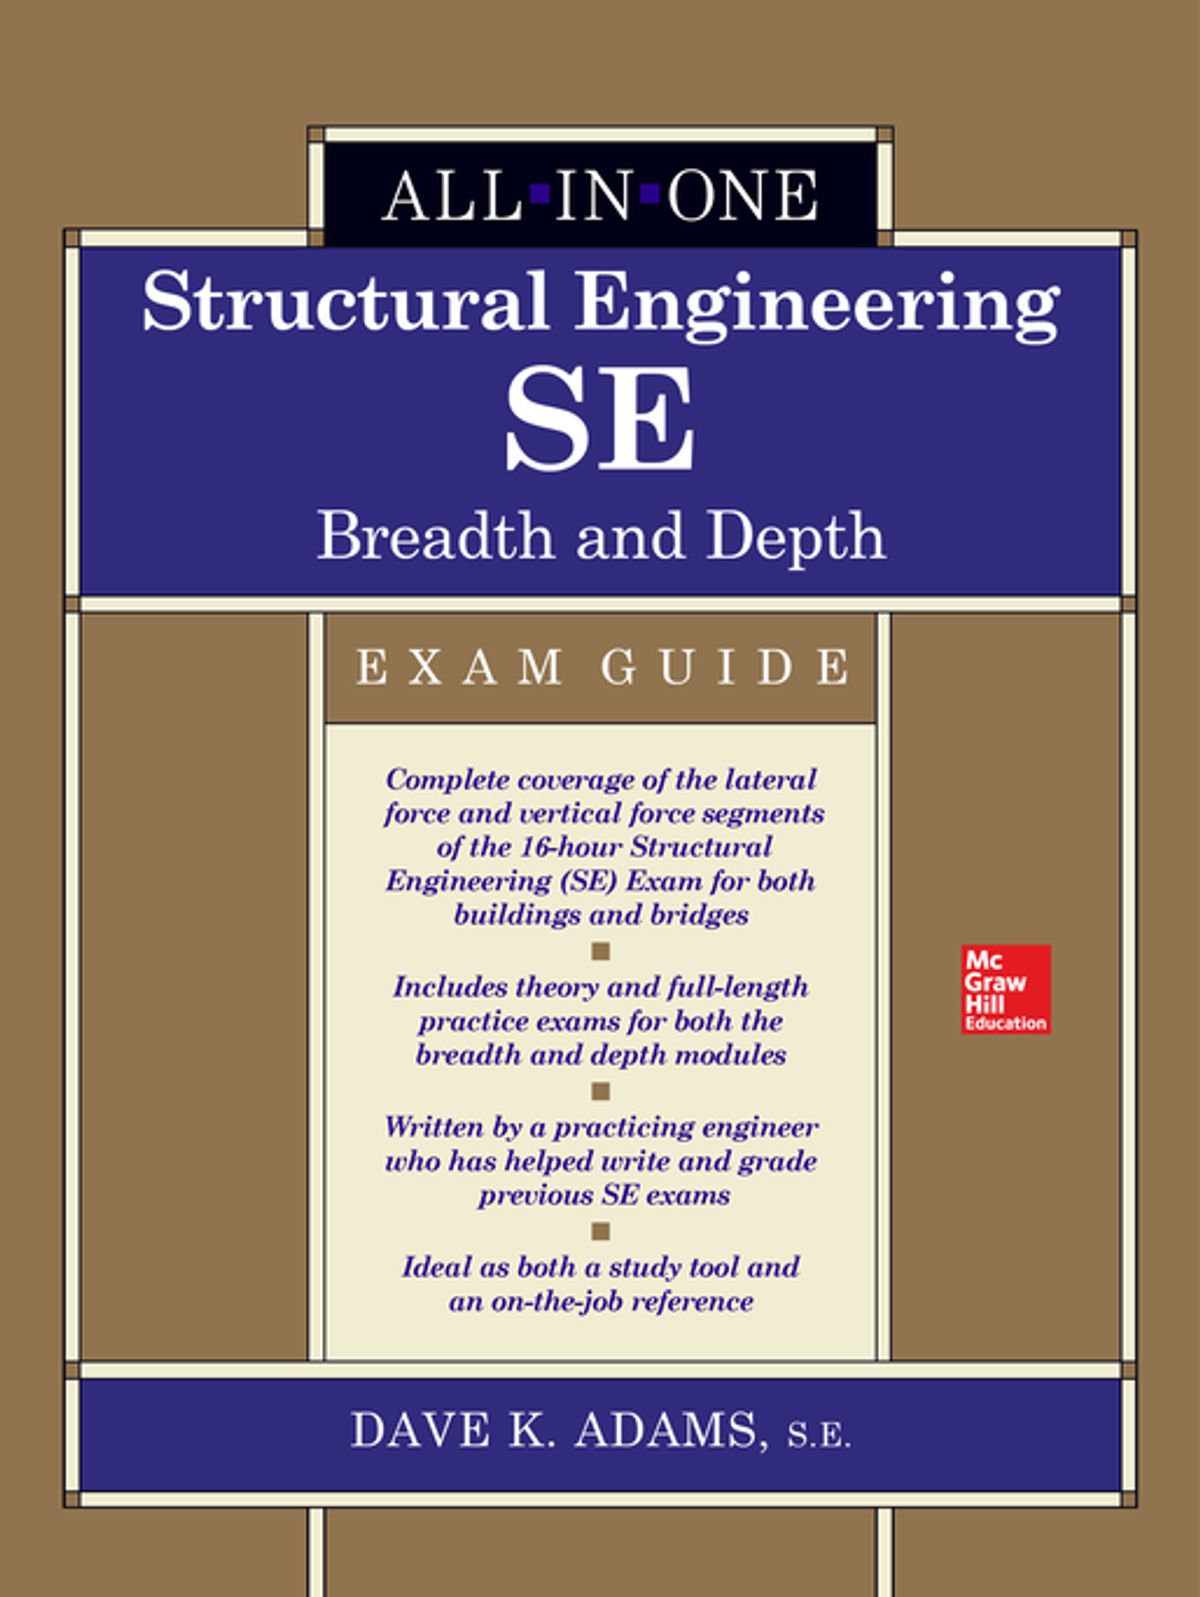 ALL▪IN▪ONE
Structural Engineering
SE
Breadth and Depth
EXAM GUIDE
Complete coverage of the lateral
force and vertical force segments
of the 16-hour Structural
Engineering (SE) Exam for both
buildings and bridges
Includes theory and full-length
practice exams for both the
breadth and depth modules
Written by a practicing engineer
who has helped write and grade
previous SE exams
Ideal as both a study tool and
an on-the-job reference
Mc
Graw
Hill
Education
DAVE K. ADAMS, S.E.